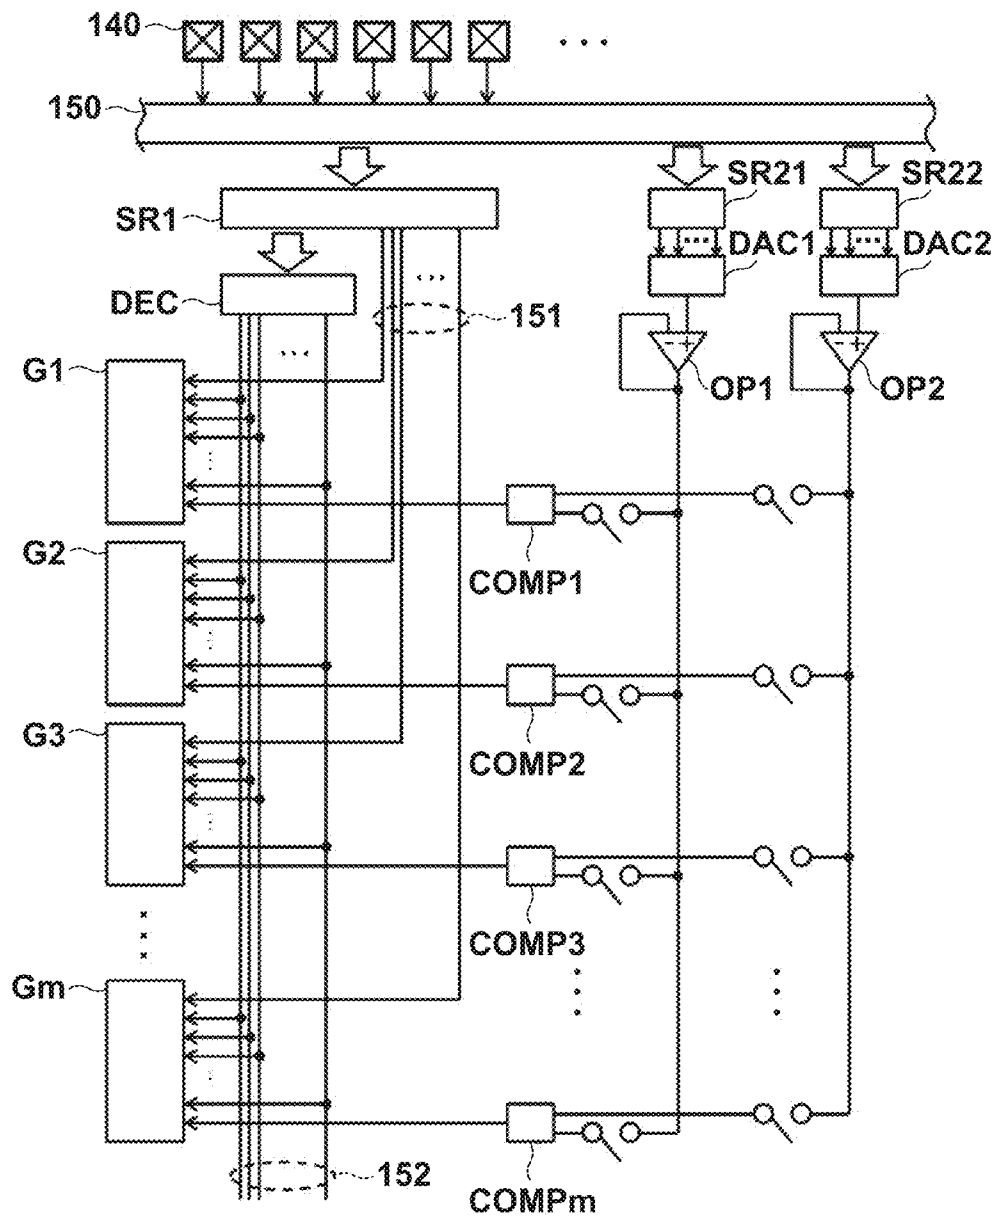 140
150
SR21
SR22
SR1
DAC1
DAC2
DEC
151
G1
OP1
OP2
G2
COMP1
G3
COMP2
COMP3
Gm
152
COMPm